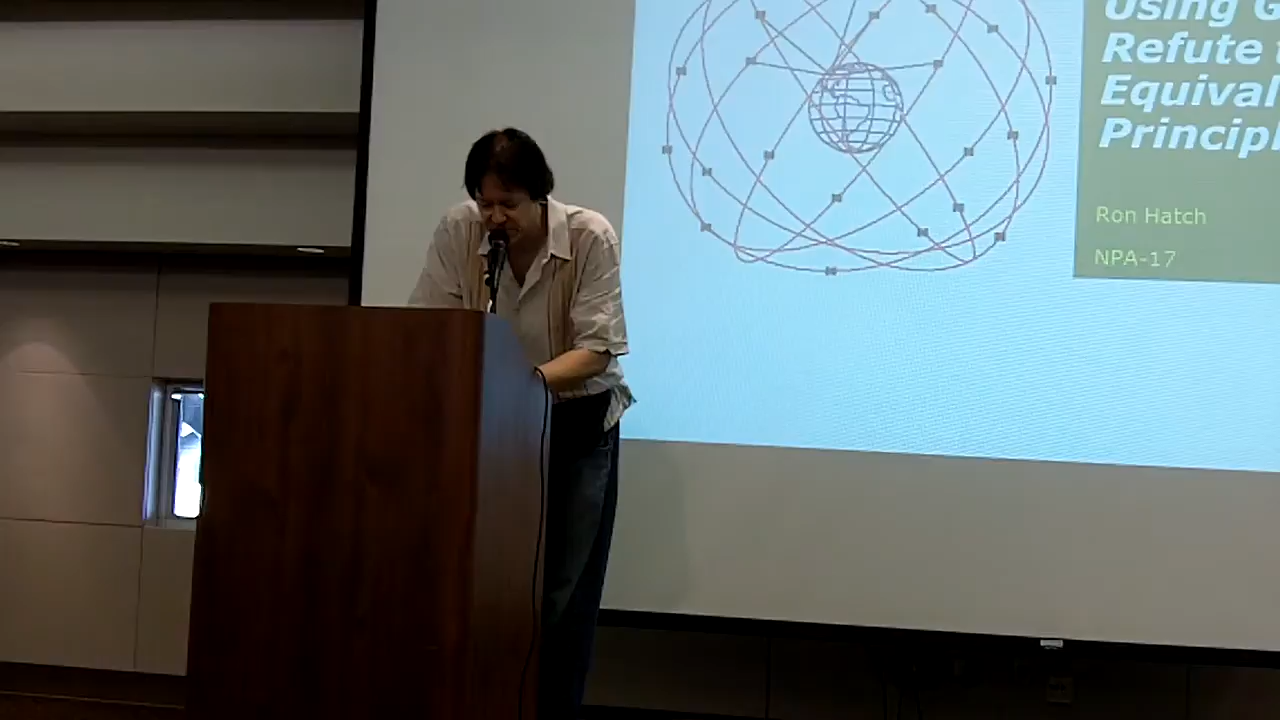 Using G
Refute t
Equival
Principl
Ron Hatch
NPA-17